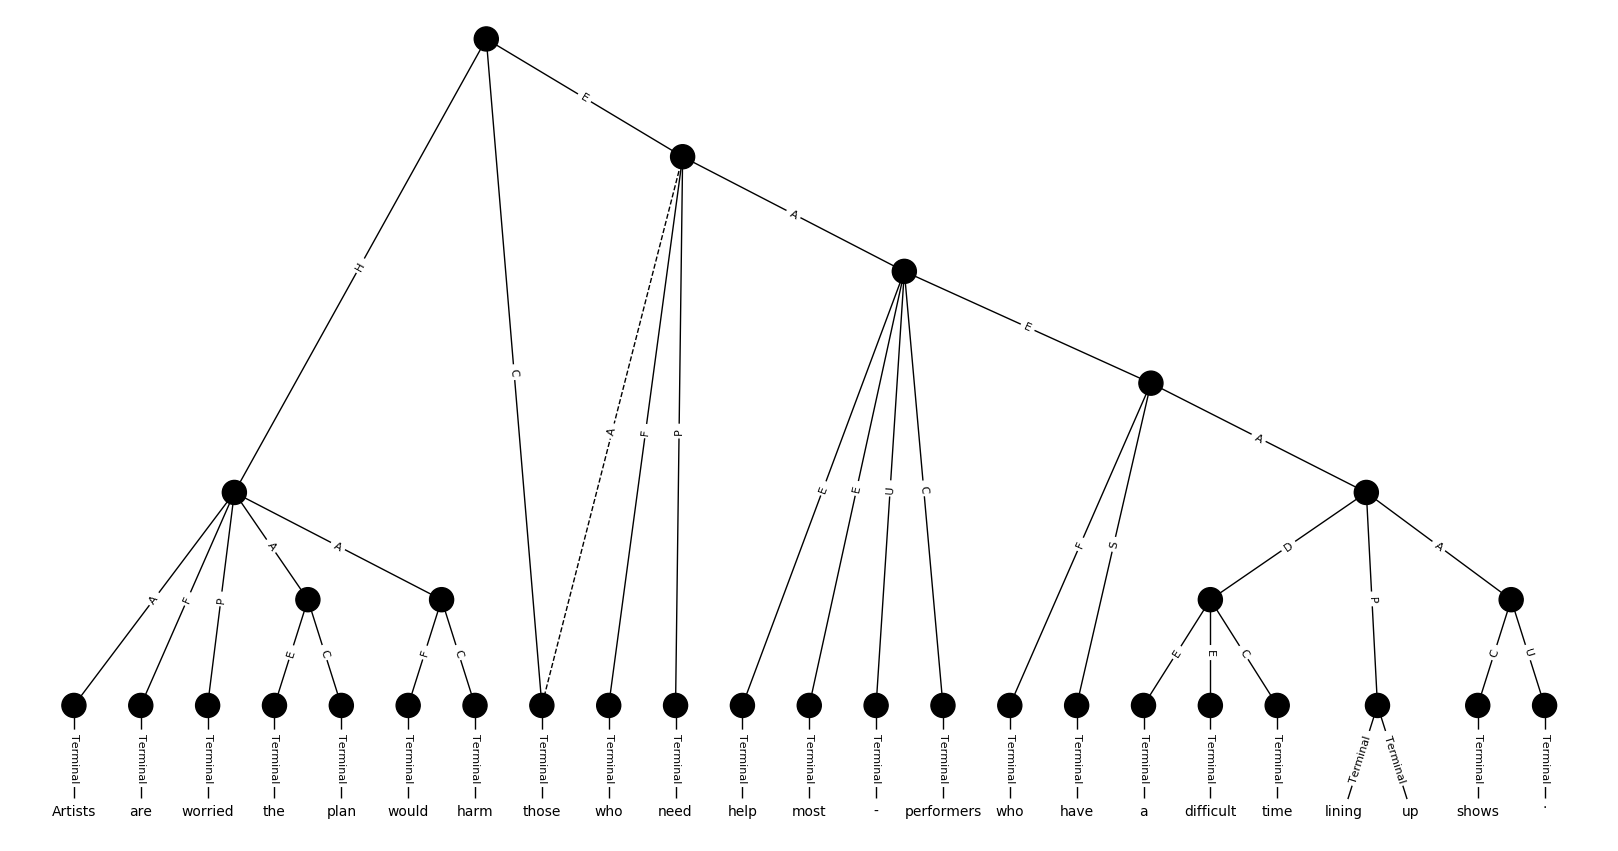 E
A
H
E
C
A
A F P
A
E E U C
F S
A A
D A
A F P
P
E C F C
E E C
C U
Terminal Terminal Terminal Terminal Terminal Terminal Terminal Terminal Terminal Terminal Terminal Terminal Terminal Terminal Terminal Terminal Terminal Terminal Terminal Terminal Terminal Terminal Terminal
Artists are worried the plan would harm those who need help most - performers who have a difficult time lining up shows .